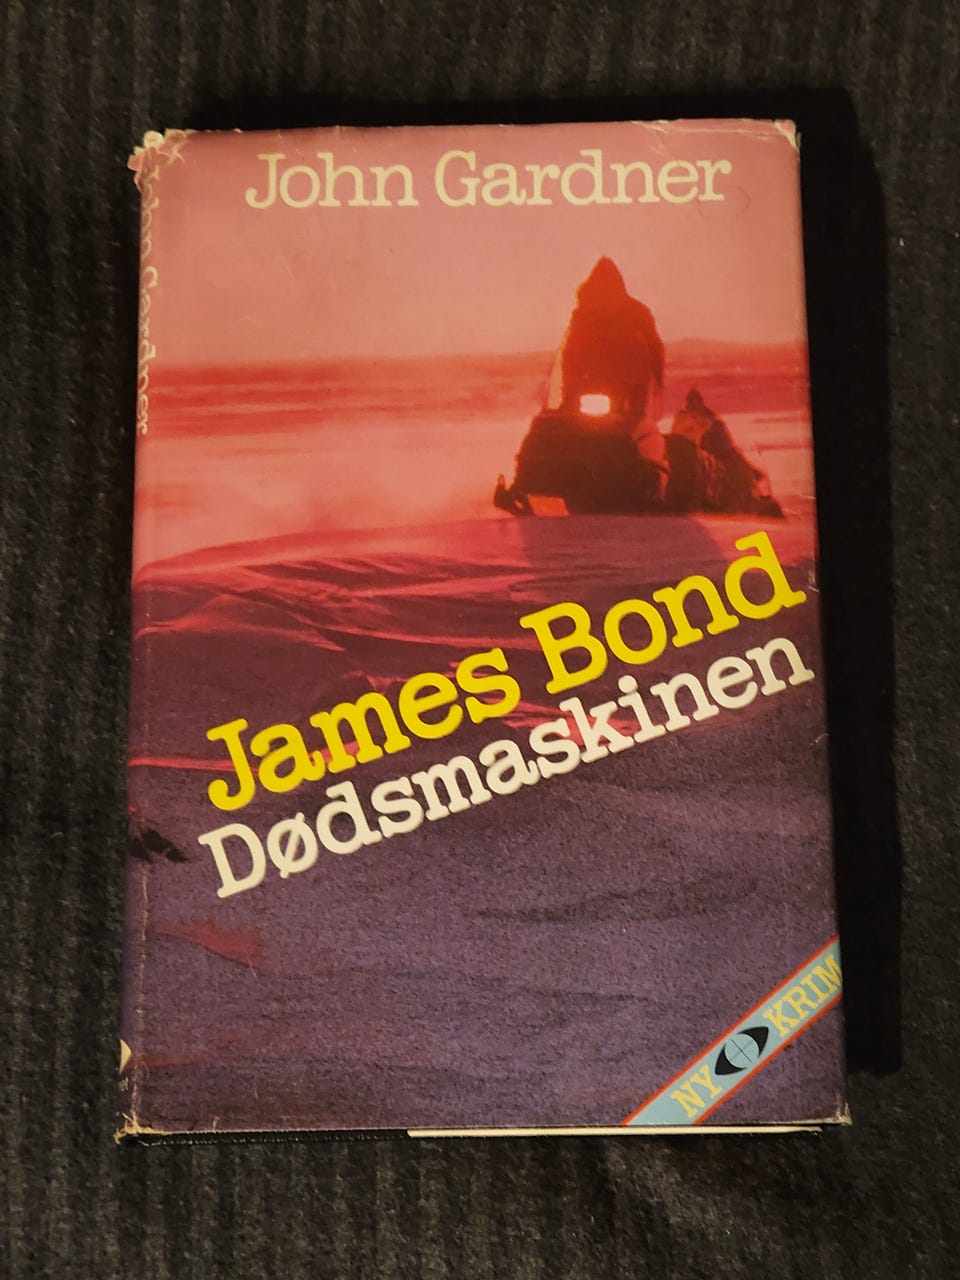 John Gardner
John Gardner
James Bond
Dødsmaskinen
NY KRIM